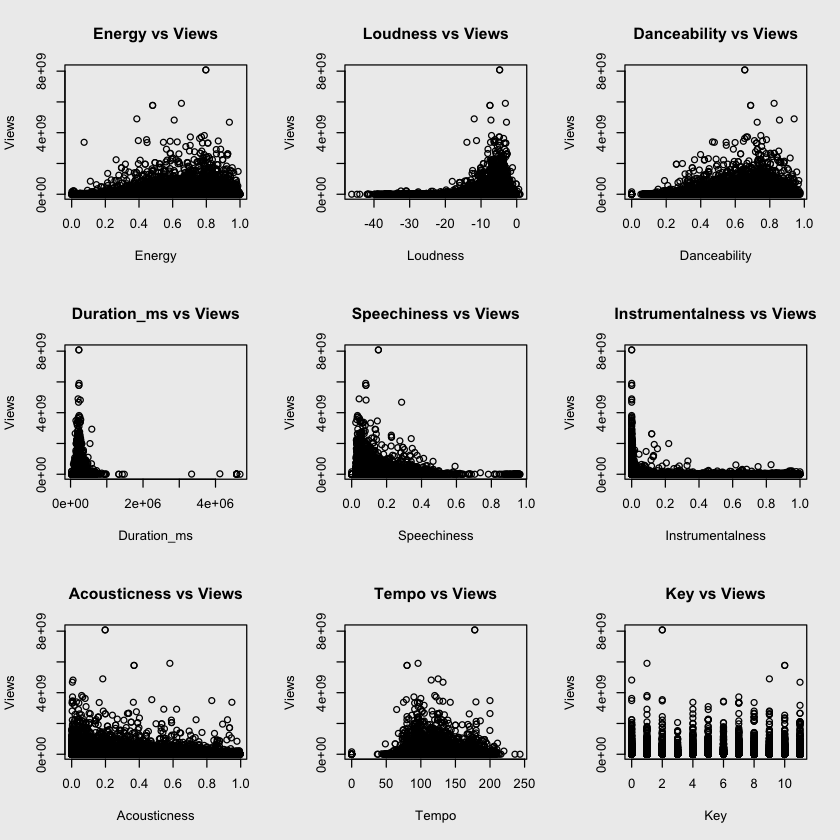 Energy vs Views
Views
0e+00 4e+09 8e+09
0.0 0.2 0.4 0.6 0.8 1.0
Energy
Loudness vs Views
Views
0e+00 4e+09 8e+09
-40 -30 -20 -10 0
Loudness
Danceability vs Views
Views
0e+00 4e+09 8e+09
0.0 0.2 0.4 0.6 0.8 1.0
Danceability
Duration_ms vs Views
Views
0e+00 4e+09 8e+09
0e+00 2e+06 4e+06
Duration_ms
Speechiness vs Views
Views
0e+00 4e+09 8e+09
0.0 0.2 0.4 0.6 0.8 1.0
Speechiness
Instrumentalness vs Views
Views
0e+00 4e+09 8e+09
0.0 0.2 0.4 0.6 0.8 1.0
Instrumentalness
Acousticness vs Views
Views
0e+00 4e+09 8e+09
0.0 0.2 0.4 0.6 0.8 1.0
Acousticness
Tempo vs Views
Views
0e+00 4e+09 8e+09
0 50 100 150 200 250
Tempo
Key vs Views
Views
0e+00 4e+09 8e+09
0 2 4 6 8 10
Key